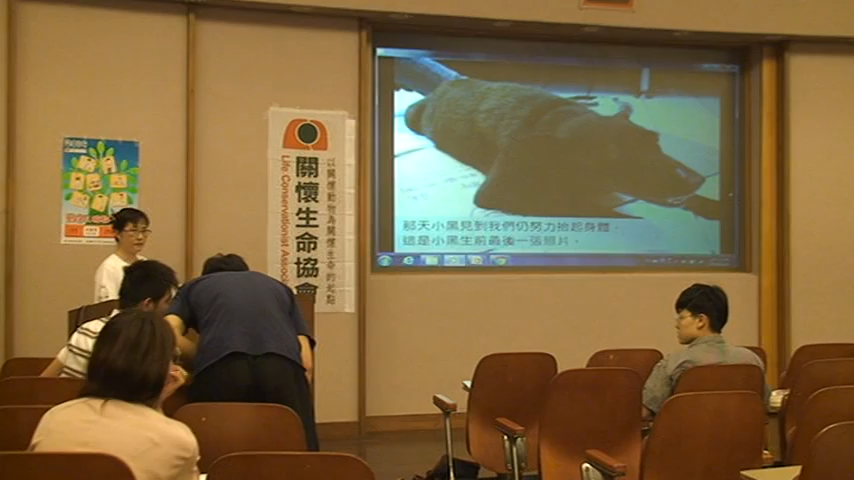 關懷生命協會
Life Conservationist Associ
以關懷動物為關懷生命的起點
那天小黑見到我們仍努力抬起身體，
這是小黑生前最後一張照片。